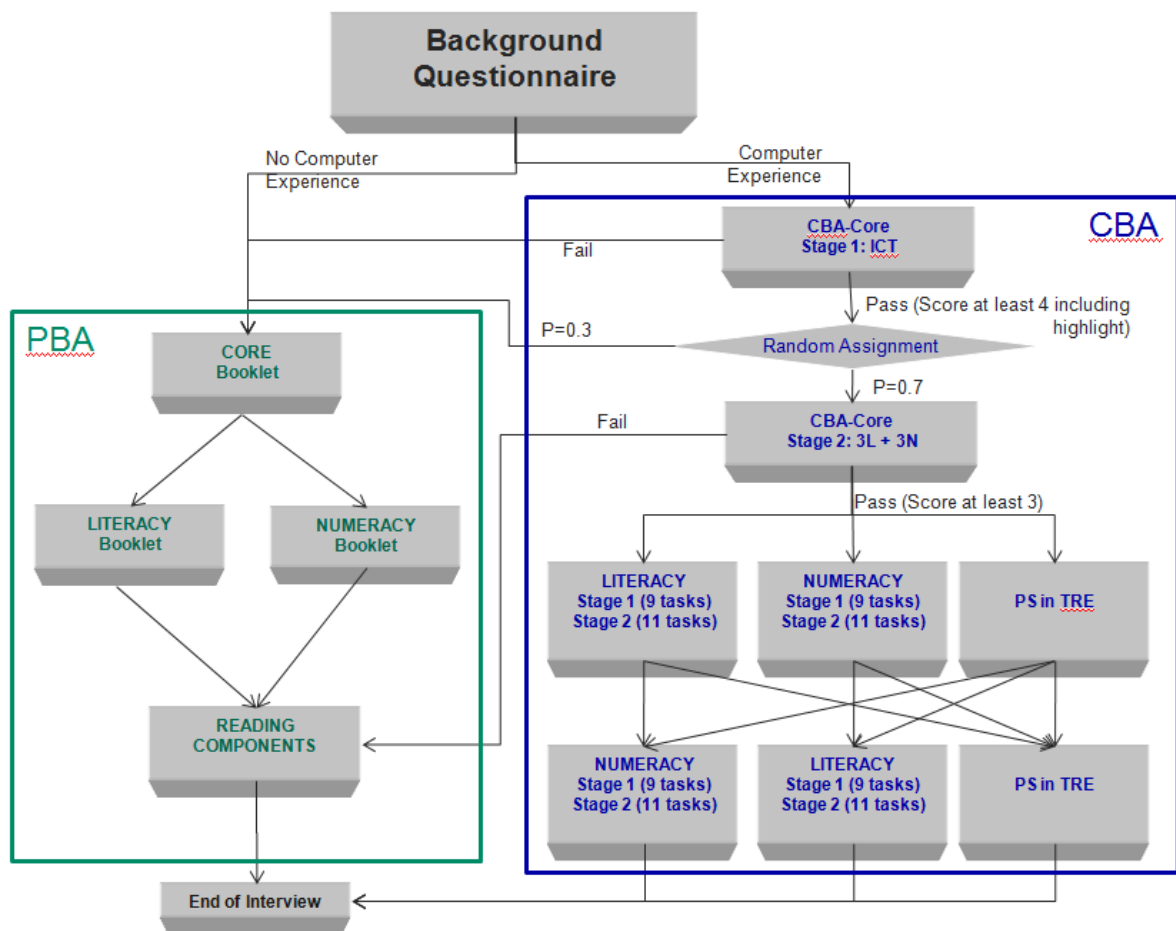 Background
Questionnaire
No Computer
Experience
Computer
Experience
CBA
CBA-Core
Stage 1: ICT
Fail
Pass (Score at least 4 including
highlight)
PBA
P=0.3
Random Assignment
CORE
Booklet
P=0.7
CBA-Core
Stage 2: 3L + 3N
Fail
Pass (Score at least 3)
LITERACY
Booklet
NUMERACY
Booklet
LITERACY
Stage 1 (9 tasks)
Stage 2 (11 tasks)
NUMERACY
Stage 1 (9 tasks)
Stage 2 (11 tasks)
PS in TRE
READING
COMPONENTS
NUMERACY
Stage 1 (9 tasks)
Stage 2 (11 tasks)
LITERACY
Stage 1 (9 tasks)
Stage 2 (11 tasks)
PS in TRE
End of Interview